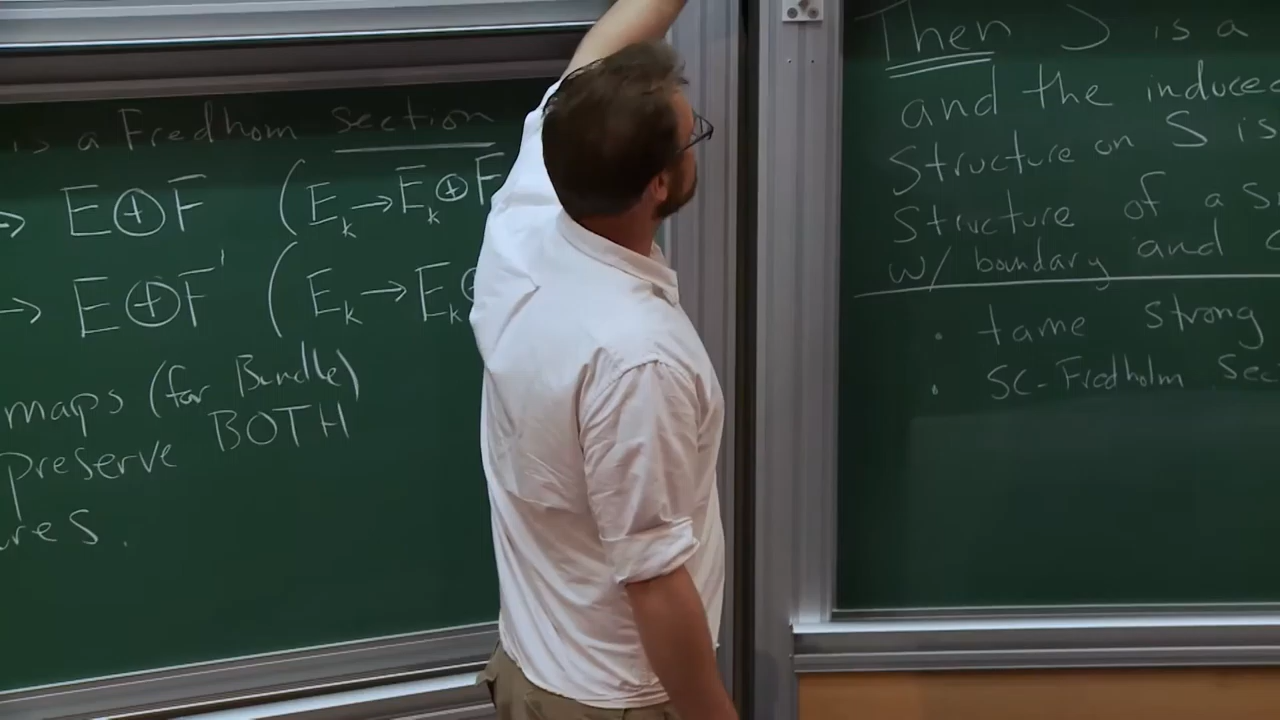 is a Fredhom section
→ E⊕F (E_k → E_k⊕F
→ E⊕F' (E_k → E_k⊕
maps (for Bundle)
preserve BOTH
ures.
Then S is a
and the induced
Structure on S is
Structure of a
w/ boundary and
• tame strong
• SC-Fredholm Sec